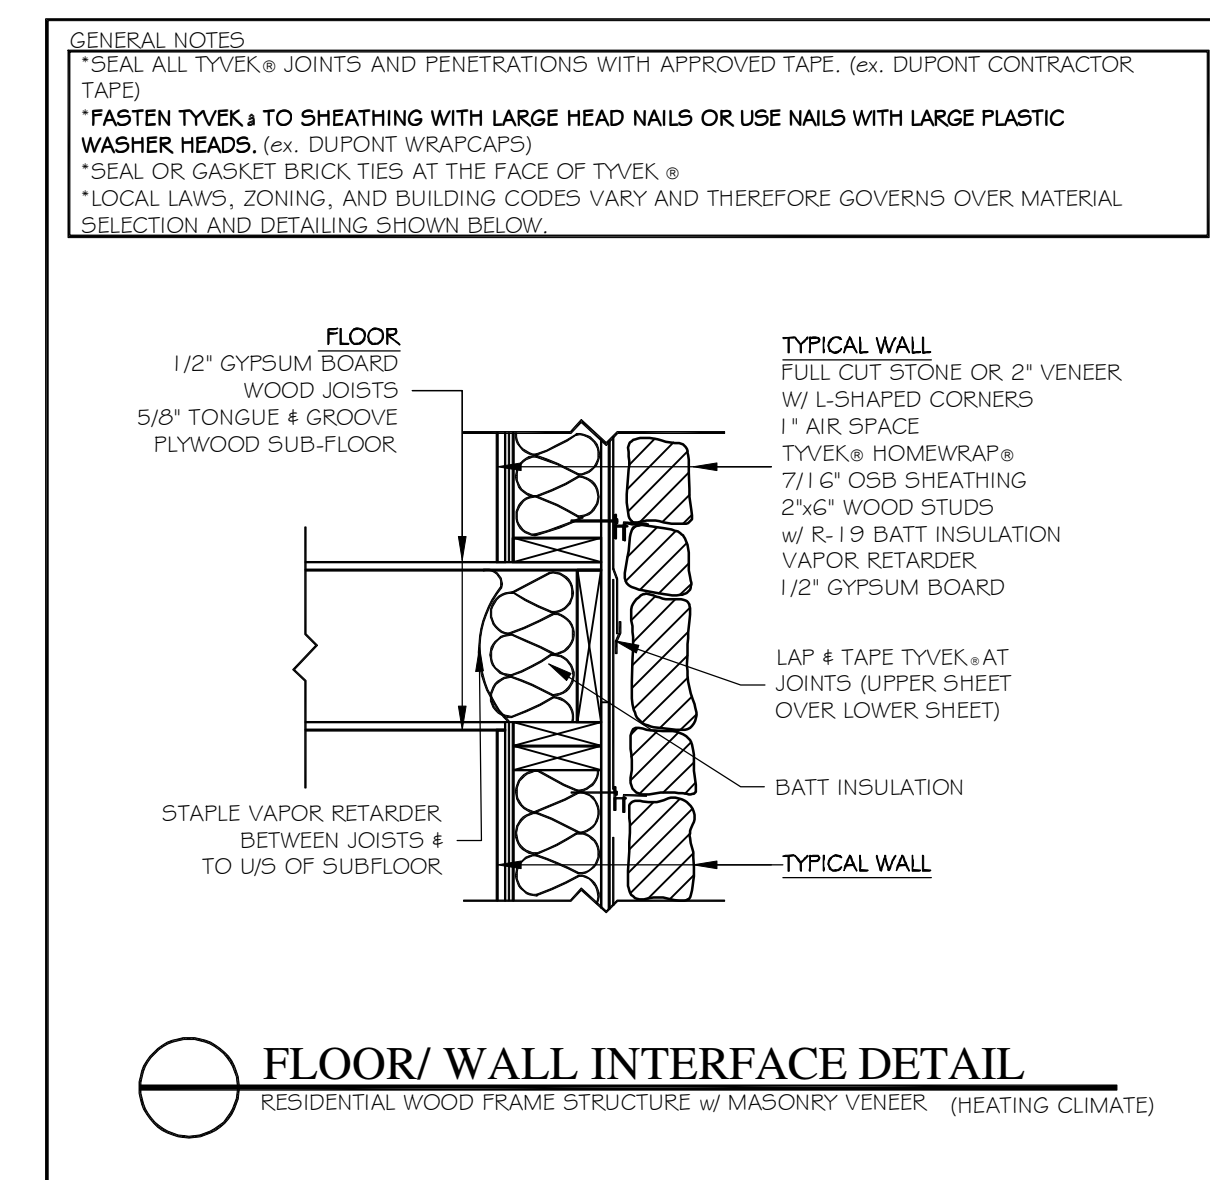 GENERAL NOTES
*SEAL ALL TYVEK® JOINTS AND PENETRATIONS WITH APPROVED TAPE. (ex. DUPONT CONTRACTOR
TAPE)
*FASTEN TYVEK â TO SHEATHING WITH LARGE HEAD NAILS OR USE NAILS WITH LARGE PLASTIC
WASHER HEADS. (ex. DUPONT WRAPCAPS)
*SEAL OR GASKET BRICK TIES AT THE FACE OF TYVEK ®
*LOCAL LAWS, ZONING, AND BUILDING CODES VARY AND THEREFORE GOVERNS OVER MATERIAL
SELECTION AND DETAILING SHOWN BELOW.
FLOOR
1/2" GYPSUM BOARD
WOOD JOISTS
5/8" TONGUE & GROOVE
PLYWOOD SUB-FLOOR
TYPICAL WALL
FULL CUT STONE OR 2" VENEER
W/ L-SHAPED CORNERS
1" AIR SPACE
TYVEK® HOMEWRAP®
7/16" OSB SHEATHING
2"x6" WOOD STUDS
w/ R-19 BATT INSULATION
VAPOR RETARDER
1/2" GYPSUM BOARD
LAP & TAPE TYVEK® AT
JOINTS (UPPER SHEET
OVER LOWER SHEET)
BATT INSULATION
STAPLE VAPOR RETARDER
BETWEEN JOISTS &
TO U/S OF SUBFLOOR
TYPICAL WALL
FLOOR/ WALL INTERFACE DETAIL
RESIDENTIAL WOOD FRAME STRUCTURE w/ MASONRY VENEER (HEATING CLIMATE)